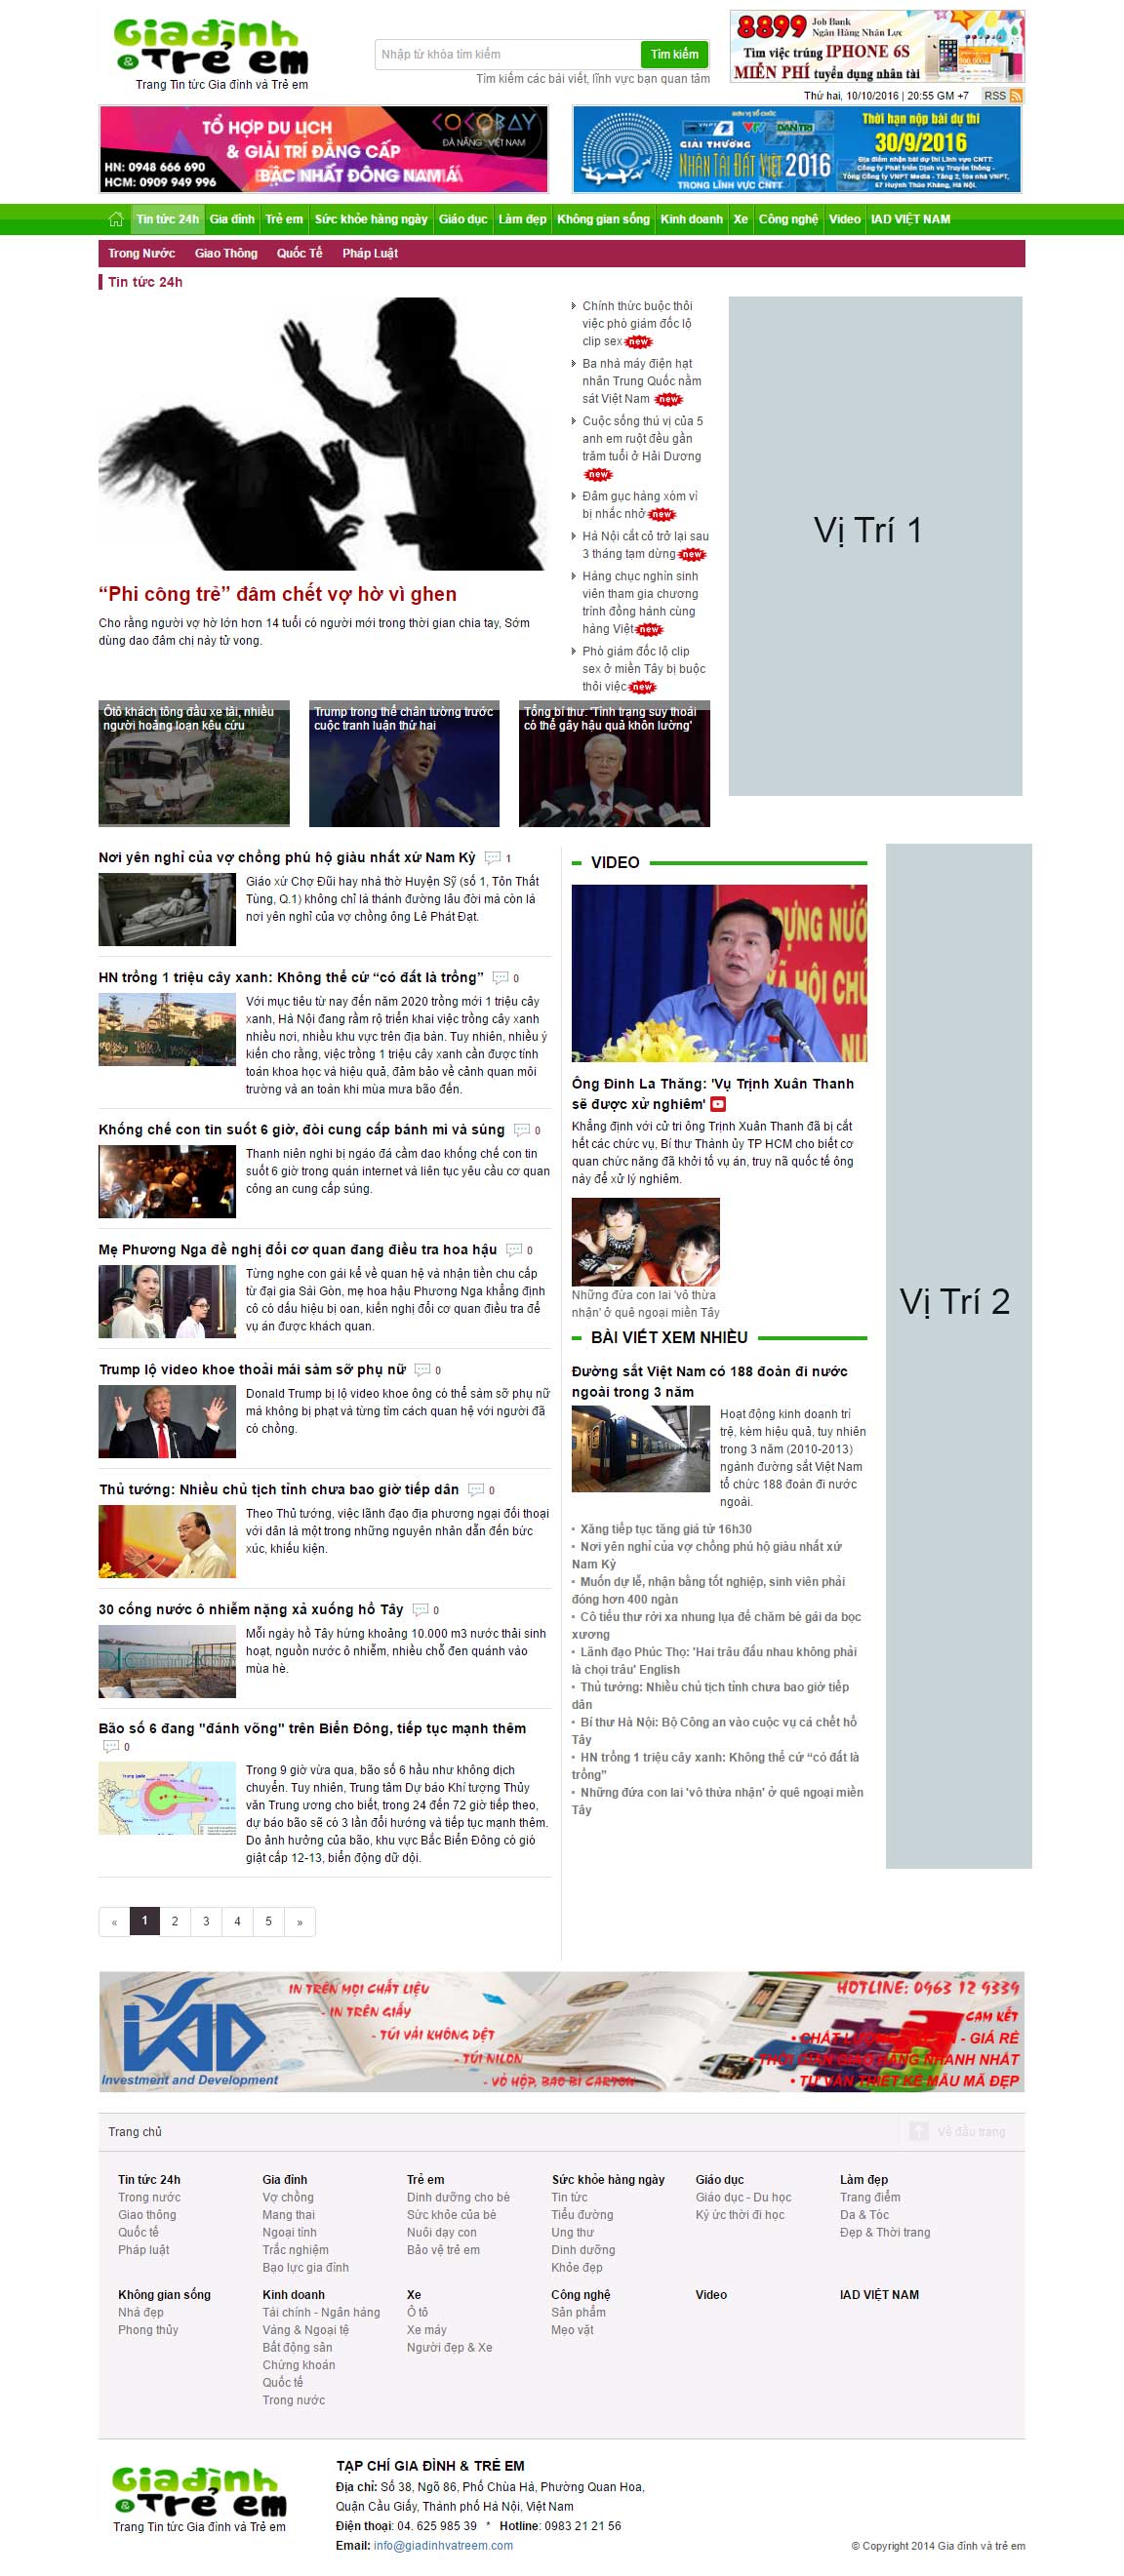 Giađình
& Trẻ em
Trang Tin tức Gia đình và Trẻ em
Nhập từ khóa tìm kiếm
Tìm kiếm
Tìm kiếm các bài viết, lĩnh vực bạn quan tâm
8899 Job Bank
Ngân Hàng Nhân Lực
Tìm việc trúng IPHONE 6S
MIỄN PHÍ tuyển dụng nhân tài
Thứ hai, 10/10/2016 | 20:55 GM +7 RSS
TỔ HỢP DU LỊCH
& GIẢI TRÍ ĐẲNG CẤP
BẬC NHẤT ĐÔNG NAM Á
HN: 0948 666 690
HCM: 0909 949 996
COCOBAY
ĐÀ NẴNG VIỆT NAM
ĐƠN VỊ TỔ CHỨC
VNPT VTV DÂN TRÍ
GIẢI THƯỞNG
NHÂN TÀI ĐẤT VIỆT 2016
TRONG LĨNH VỰC CNTT
Thời hạn nộp bài dự thi
30/9/2016
Địa điểm nhận bài dự thi Lĩnh vực CNTT:
Tổng Công ty Truyền thông
Công ty VNPT Media - Tầng 2, tòa nhà VNPT,
57 Huỳnh Thúc Kháng, Hà Nội.
Tin tức 24h Gia đình Trẻ em Sức khỏe hàng ngày Giáo dục Làm đẹp Không gian sống Kinh doanh Xe Công nghệ Video IAD VIỆT NAM
Trong Nước Giao Thông Quốc Tế Pháp Luật
Tin tức 24h
“Phi công trẻ” đâm chết vợ hờ vì ghen
Cho rằng người vợ hờ lớn hơn 14 tuổi có người mới trong thời gian chia tay, Sớm
dùng dao đâm chị này tử vong.
Chính thức buộc thôi
việc phó giám đốc lộ
clip sex new
Ba nhà máy điện hạt
nhân Trung Quốc nằm
sát Việt Nam new
Cuộc sống thú vị của 5
anh em ruột đều gần
trăm tuổi ở Hải Dương
new
Đâm gục hàng xóm vì
bị nhắc nhở new
Hà Nội cắt cỏ trở lại sau
3 tháng tạm dừng new
Hàng chục nghìn sinh
viên tham gia chương
trình đồng hành cùng
hàng Việt new
Phó giám đốc lộ clip
sex ở miền Tây bị buộc
thôi việc new
Vị Trí 1
Ôtô khách tông đầu xe tải, nhiều
người hoảng loạn kêu cứu
Trump trong thế chân tường trước
cuộc tranh luận thứ hai
Tổng bí thư: 'Tình trạng suy thoái
có thể gây hậu quả khôn lường'
Nơi yên nghỉ của vợ chồng phú hộ giàu nhất xứ Nam Kỳ 1
Giáo xứ Chợ Đũi hay nhà thờ Huyện Sỹ (số 1, Tôn Thất
Tùng, Q.1) không chỉ là thánh đường lâu đời mà còn là
nơi yên nghỉ của vợ chồng ông Lê Phát Đạt.
HN trồng 1 triệu cây xanh: Không thể cứ “có đất là trồng” 0
Với mục tiêu từ nay đến năm 2020 trồng mới 1 triệu cây
xanh, Hà Nội đang rầm rộ triển khai việc trồng cây xanh
nhiều nơi, nhiều khu vực trên địa bàn. Tuy nhiên, nhiều ý
kiến cho rằng, việc trồng 1 triệu cây xanh cần được tính
toán khoa học và hiệu quả, đảm bảo về cảnh quan môi
trường và an toàn khi mùa mưa bão đến.
Khống chế con tin suốt 6 giờ, đòi cung cấp bánh mì và súng 0
Thanh niên nghi bị ngáo đá cầm dao khống chế con tin
suốt 6 giờ trong quán internet và liên tục yêu cầu cơ quan
công an cung cấp súng.
Mẹ Phương Nga đề nghị đổi cơ quan đang điều tra hoa hậu 0
Từng nghe con gái kể về quan hệ và nhận tiền chu cấp
từ đại gia Sài Gòn, mẹ hoa hậu Phương Nga khẳng định
cô có dấu hiệu bị oan, kiến nghị đổi cơ quan điều tra để
vụ án được khách quan.
Trump lộ video khoe thoải mái sàm sỡ phụ nữ 0
Donald Trump bị lộ video khoe ông có thể sàm sỡ phụ nữ
mà không bị phạt và từng tìm cách quan hệ với người đã
có chồng.
Thủ tướng: Nhiều chủ tịch tỉnh chưa bao giờ tiếp dân 0
Theo Thủ tướng, việc lãnh đạo địa phương ngại đối thoại
với dân là một trong những nguyên nhân dẫn đến bức
xúc, khiếu kiện.
30 cống nước ô nhiễm nặng xả xuống hồ Tây 0
Mỗi ngày hồ Tây hứng khoảng 10.000 m3 nước thải sinh
hoạt, nguồn nước ô nhiễm, nhiều chỗ đen quánh vào
mùa hè.
Bão số 6 đang "đánh võng" trên Biển Đông, tiếp tục mạnh thêm
0
Trong 9 giờ vừa qua, bão số 6 hầu như không dịch
chuyển. Tuy nhiên, Trung tâm Dự báo Khí tượng Thủy
văn Trung ương cho biết, trong 24 đến 72 giờ tiếp theo,
dự báo bão sẽ có 3 lần đổi hướng và tiếp tục mạnh thêm.
Do ảnh hưởng của bão, khu vực Bắc Biển Đông có gió
giật cấp 12-13, biển động dữ dội.
« 1 2 3 4 5 »
VIDEO
Ông Đinh La Thăng: 'Vụ Trịnh Xuân Thanh
sẽ được xử nghiêm'
Khẳng định với cử tri ông Trịnh Xuân Thanh đã bị cắt
hết các chức vụ, Bí thư Thành ủy TP HCM cho biết cơ
quan chức năng đã khởi tố vụ án, truy nã quốc tế ông
này để xử lý nghiêm.
Những đứa con lai 'vô thừa
nhận' ở quê ngoại miền Tây
BÀI VIẾT XEM NHIỀU
Đường sắt Việt Nam có 188 đoàn đi nước
ngoài trong 3 năm
Hoạt động kinh doanh trì
trệ, kém hiệu quả, tuy nhiên
trong 3 năm (2010-2013)
ngành đường sắt Việt Nam
tổ chức 188 đoàn đi nước
ngoài.
Xăng tiếp tục tăng giá từ 16h30
Nơi yên nghỉ của vợ chồng phú hộ giàu nhất xứ
Nam Kỳ
Muốn dự lễ, nhận bằng tốt nghiệp, sinh viên phải
đóng hơn 400 ngàn
Cô tiểu thư rời xa nhung lụa để chăm bé gái da bọc
xương
Lãnh đạo Phúc Thọ: 'Hai trâu đấu nhau không phải
là chọi trâu' English
Thủ tướng: Nhiều chủ tịch tỉnh chưa bao giờ tiếp
dân
Bí thư Hà Nội: Bộ Công an vào cuộc vụ cá chết hồ
Tây
HN trồng 1 triệu cây xanh: Không thể cứ “có đất là
trồng”
Những đứa con lai 'vô thừa nhận' ở quê ngoại miền
Tây
Vị Trí 2
IAD
Investment and Development
IN TRÊN MỌI CHẤT LIỆU
- IN TRÊN GIẤY
- TÚI VẢI KHÔNG DỆT
- TÚI NILON
- VỎ HỘP, BAO BÌ CARTON
HOTLINE: 0963 12 9339
CAM KẾT
- GIÁ RẺ
• THỜI GIAN GIAO HÀNG NHANH NHẤT
• TƯ VẤN THIẾT KẾ MẪU MÃ ĐẸP
Trang chủ
Về đầu trang
Tin tức 24h
Trong nước
Giao thông
Quốc tế
Pháp luật
Gia đình
Vợ chồng
Mang thai
Ngoại tình
Trắc nghiệm
Bạo lực gia đình
Trẻ em
Dinh dưỡng cho bé
Sức khỏe của bé
Nuôi dạy con
Bảo vệ trẻ em
Sức khỏe hàng ngày
Tin tức
Tiểu đường
Ung thư
Dinh dưỡng
Khỏe đẹp
Giáo dục
Giáo dục - Du học
Ký ức thời đi học
Làm đẹp
Trang điểm
Da & Tóc
Đẹp & Thời trang
Không gian sống
Nhà đẹp
Phong thủy
Kinh doanh
Tài chính - Ngân hàng
Vàng & Ngoại tệ
Bất động sản
Chứng khoán
Quốc tế
Trong nước
Xe
Ô tô
Xe máy
Người đẹp & Xe
Công nghệ
Sản phẩm
Mẹo vặt
Video
IAD VIỆT NAM
Giađình
& Trẻ em
Trang Tin tức Gia đình và Trẻ em
TẠP CHÍ GIA ĐÌNH & TRẺ EM
Địa chỉ: Số 38, Ngõ 86, Phố Chùa Hà, Phường Quan Hoa,
Quận Cầu Giấy, Thành phố Hà Nội, Việt Nam
Điện thoại: 04. 625 985 39 * Hotline: 0983 21 21 56
Email: info@giadinhvatreem.com
© Copyright 2014 Gia đình và trẻ em